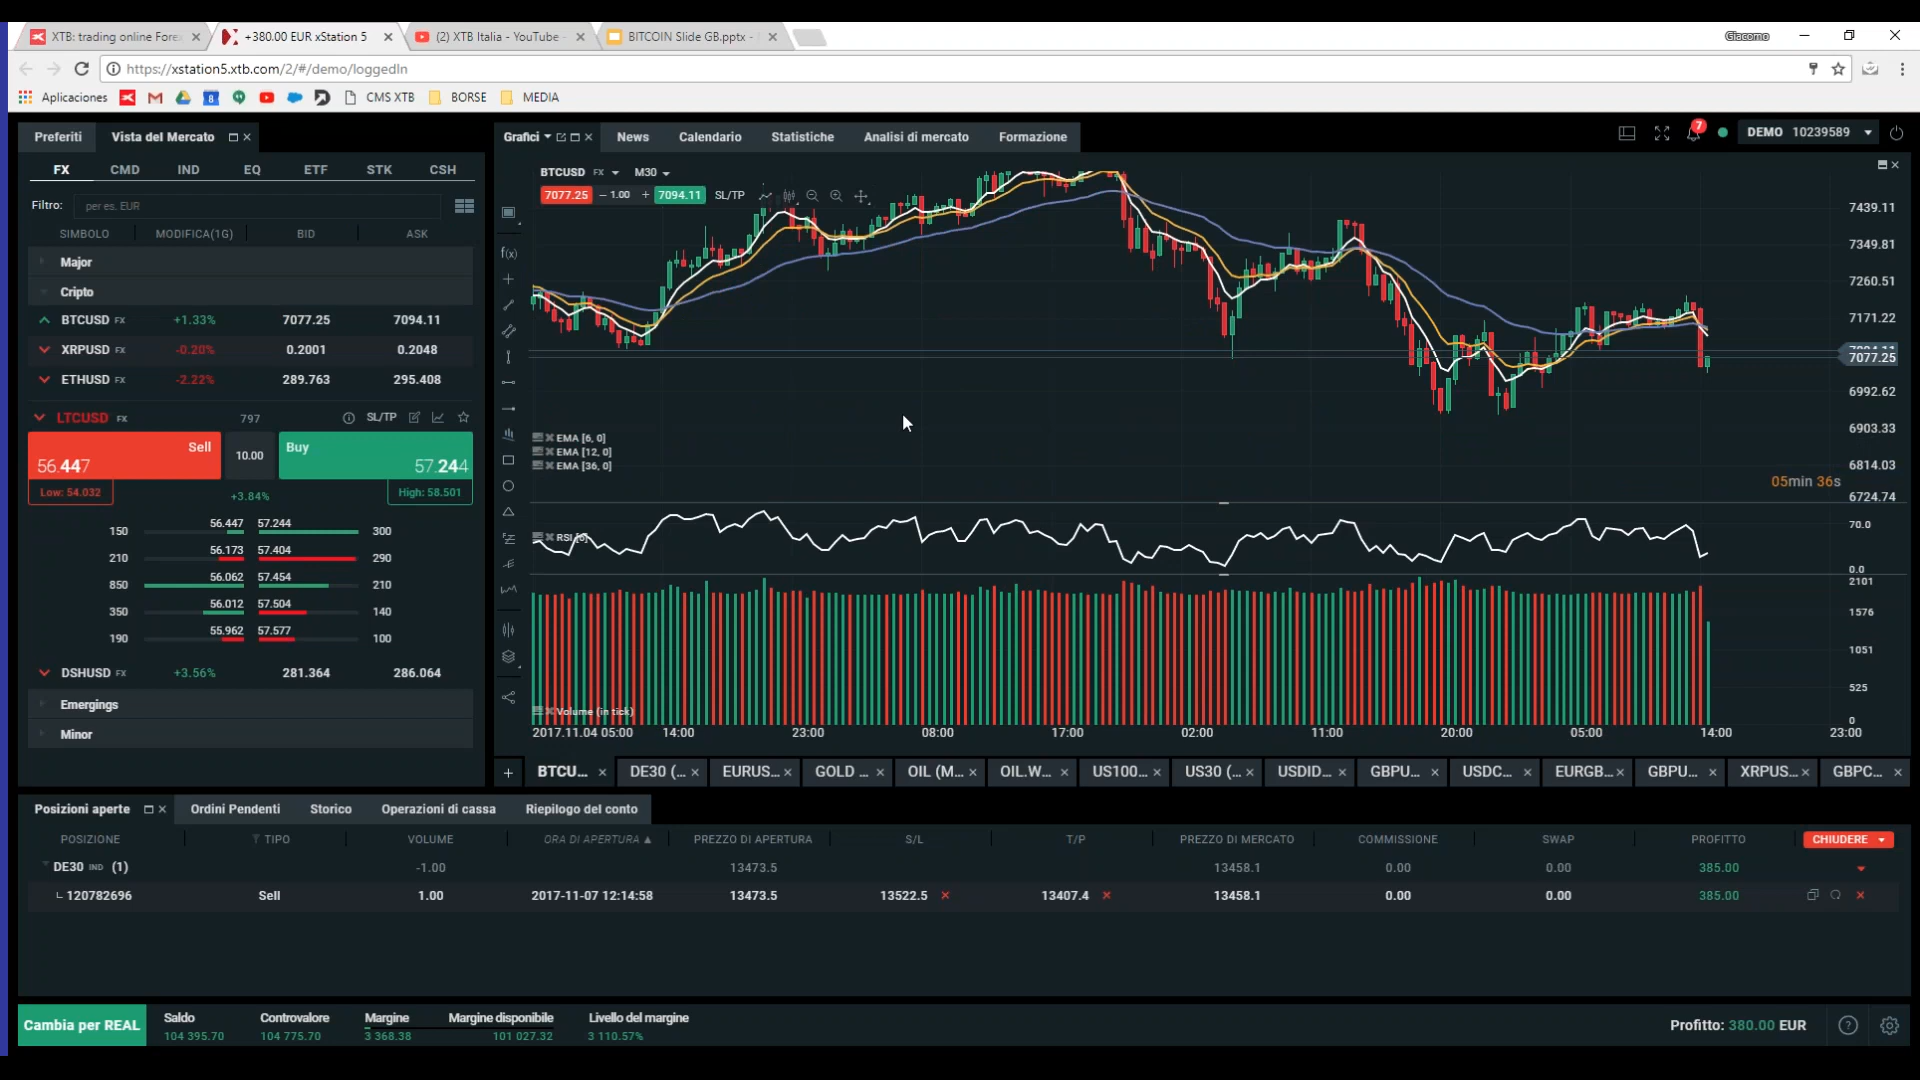 XTB: trading online Fore
+380.00 EUR xStation 5
(2) XTB Italia - YouTube
BITCOIN Slide GB.pptx -
Giacomo
https://xstation5.xtb.com/2/#/demo/loggedIn
Aplicaciones
CMS XTB
BORSE
MEDIA
Preferiti
Vista del Mercato
FX CMD IND EQ ETF STK CSH
Filtro: per es. EUR
SIMBOLO MODIFICA(1G) BID ASK
Major
Cripto
BTCUSD FX +1.33% 7077.25 7094.11
XRPUSD FX -0.20% 0.2001 0.2048
ETHUSD FX -2.22% 289.763 295.408
LTCUSD FX 797 SL/TP
Sell 10.00 Buy
56.447 57.244
Low: 54.032 +3.84% High: 58.501
150 56.447 57.244 300
210 56.173 57.404 290
850 56.062 57.454 210
350 56.012 57.504 140
190 55.962 57.577 100
DSHUSD FX +3.56% 281.364 286.064
Emergings
Minor
Grafici News Calendario Statistiche Analisi di mercato Formazione
7
DEMO 10239589
BTCUSD FX M30
7077.25 – 1.00 + 7094.11 SL/TP
f(x)
7439.11
7349.81
7260.51
7171.22
7077.25
6992.62
6903.33
6814.03
6724.74
EMA [6, 0]
EMA [12, 0]
EMA [36, 0]
05min 36s
70.0
0.0
2101
1576
1051
525
0
Volume (in tick)
2017.11.04 05:00 14:00 23:00 08:00 17:00 02:00 11:00 20:00 05:00 14:00 23:00
+ BTCU... DE30 (... EURUS... GOLD ... OIL (M... OIL.W... US100... US30 (... USDID... GBPU... USDC... EURGB... GBPU... XRPUS... GBPC...
Posizioni aperte Ordini Pendenti Storico Operazioni di cassa Riepilogo del conto
POSIZIONE TIPO VOLUME ORA DI APERTURA PREZZO DI APERTURA S/L T/P PREZZO DI MERCATO COMMISSIONE SWAP PROFITTO CHIUDERE
DE30 IND (1) -1.00 13473.5 13458.1 0.00 0.00 385.00
120782696 Sell 1.00 2017-11-07 12:14:58 13473.5 13522.5 13407.4 13458.1 0.00 0.00 385.00
Cambia per REAL
Saldo Controvalore Margine Margine disponibile Livello del margine
104 395.70 104 775.70 3 368.38 101 027.32 3 110.57%
Profitto: 380.00 EUR